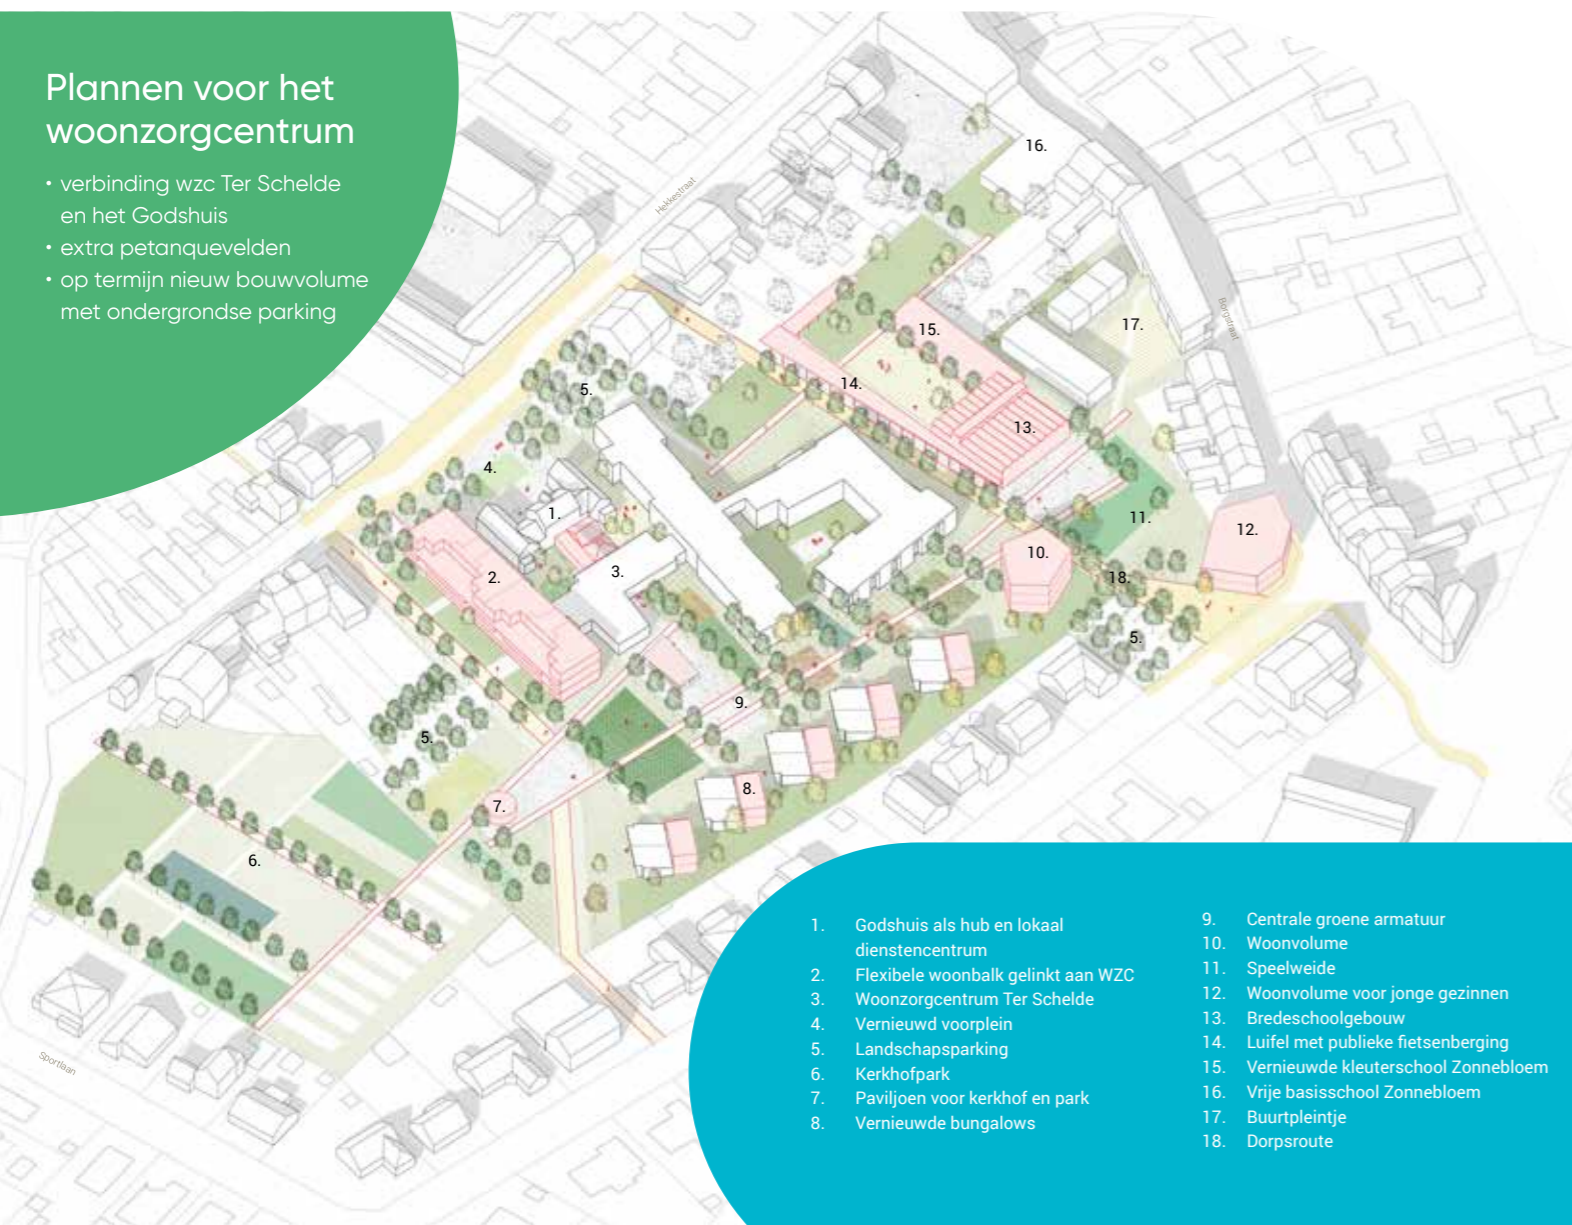 Plannen voor het
woonzorgcentrum
• verbinding wzc Ter Schelde
en het Godshuis
• extra petanquevelden
• op termijn nieuw bouwvolume
met ondergrondse parking
Hekkestraat
16.
Borgstraat
17.
15.
14.
5.
13.
4.
1.
11.
12.
10.
2.
3.
18.
5.
9.
5.
8.
7.
6.
Sportlaan
1. Godshuis als hub en lokaal
dienstencentrum
2. Flexibele woonbalk gelinkt aan WZC
3. Woonzorgcentrum Ter Schelde
4. Vernieuwd voorplein
5. Landschapsparking
6. Kerkhofpark
7. Paviljoen voor kerkhof en park
8. Vernieuwde bungalows
9. Centrale groene armatuur
10. Woonvolume
11. Speelweide
12. Woonvolume voor jonge gezinnen
13. Bredeschoolgebouw
14. Luifel met publieke fietsenberging
15. Vernieuwde kleuterschool Zonnebloem
16. Vrije basisschool Zonnebloem
17. Buurtpleintje
18. Dorpsroute